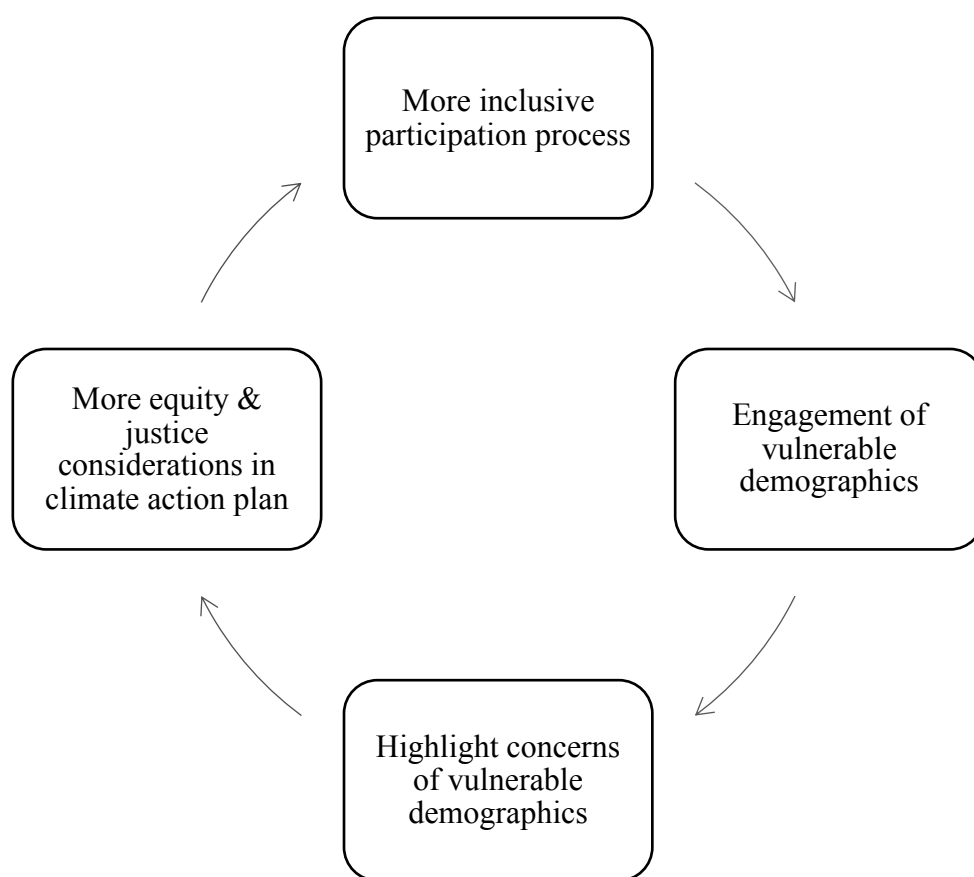 More inclusive
participation process
More equity &
justice
considerations in
climate action plan
Engagement of
vulnerable
demographics
Highlight concerns
of vulnerable
demographics